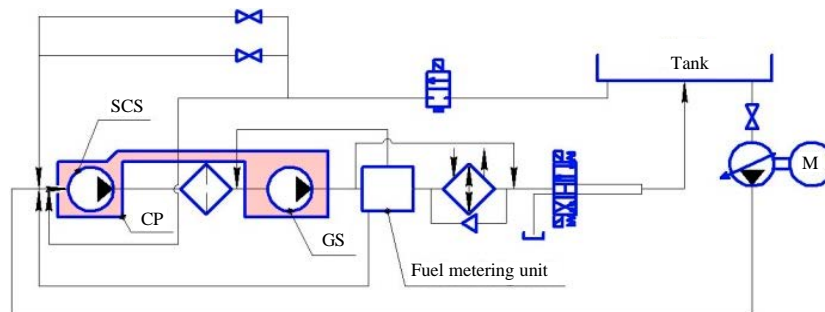 Tank
SCS
M
CP
GS
Fuel metering unit